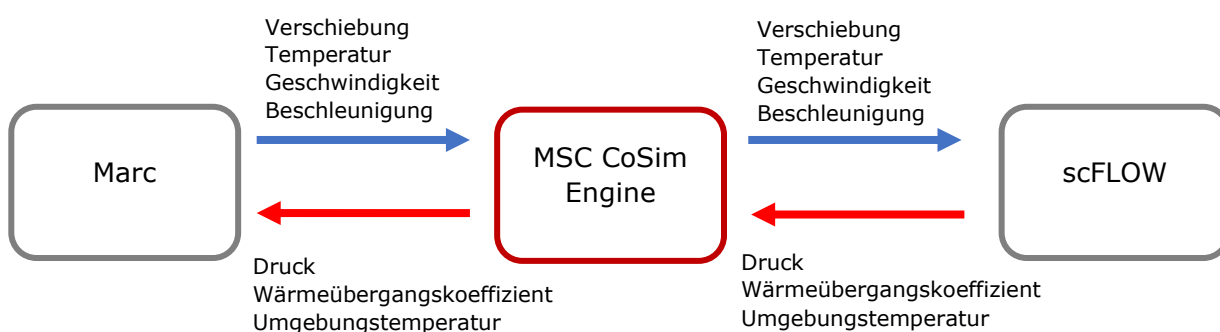 Verschiebung
Temperatur
Geschwindigkeit
Beschleunigung
Verschiebung
Temperatur
Geschwindigkeit
Beschleunigung
Marc
MSC CoSim
Engine
scFLOW
Druck
Wärmeübergangskoeffizient
Umgebungstemperatur
Druck
Wärmeübergangskoeffizient
Umgebungstemperatur